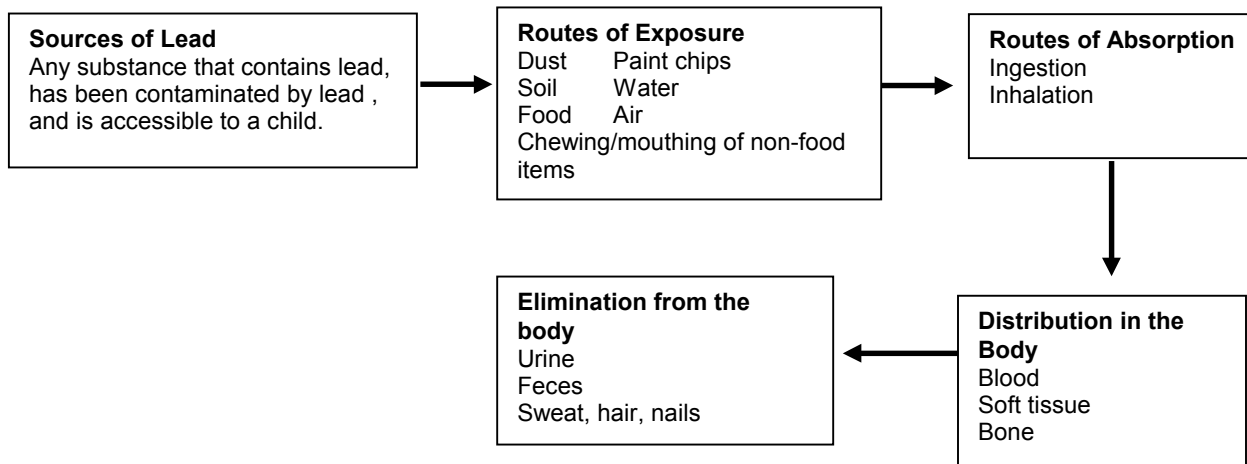 Sources of Lead
Any substance that contains lead,
has been contaminated by lead ,
and is accessible to a child.
Routes of Exposure
Dust Paint chips
Soil Water
Food Air
Chewing/mouthing of non-food
items
Routes of Absorption
Ingestion
Inhalation
Distribution in the
Body
Blood
Soft tissue
Bone
Elimination from the
body
Urine
Feces
Sweat, hair, nails